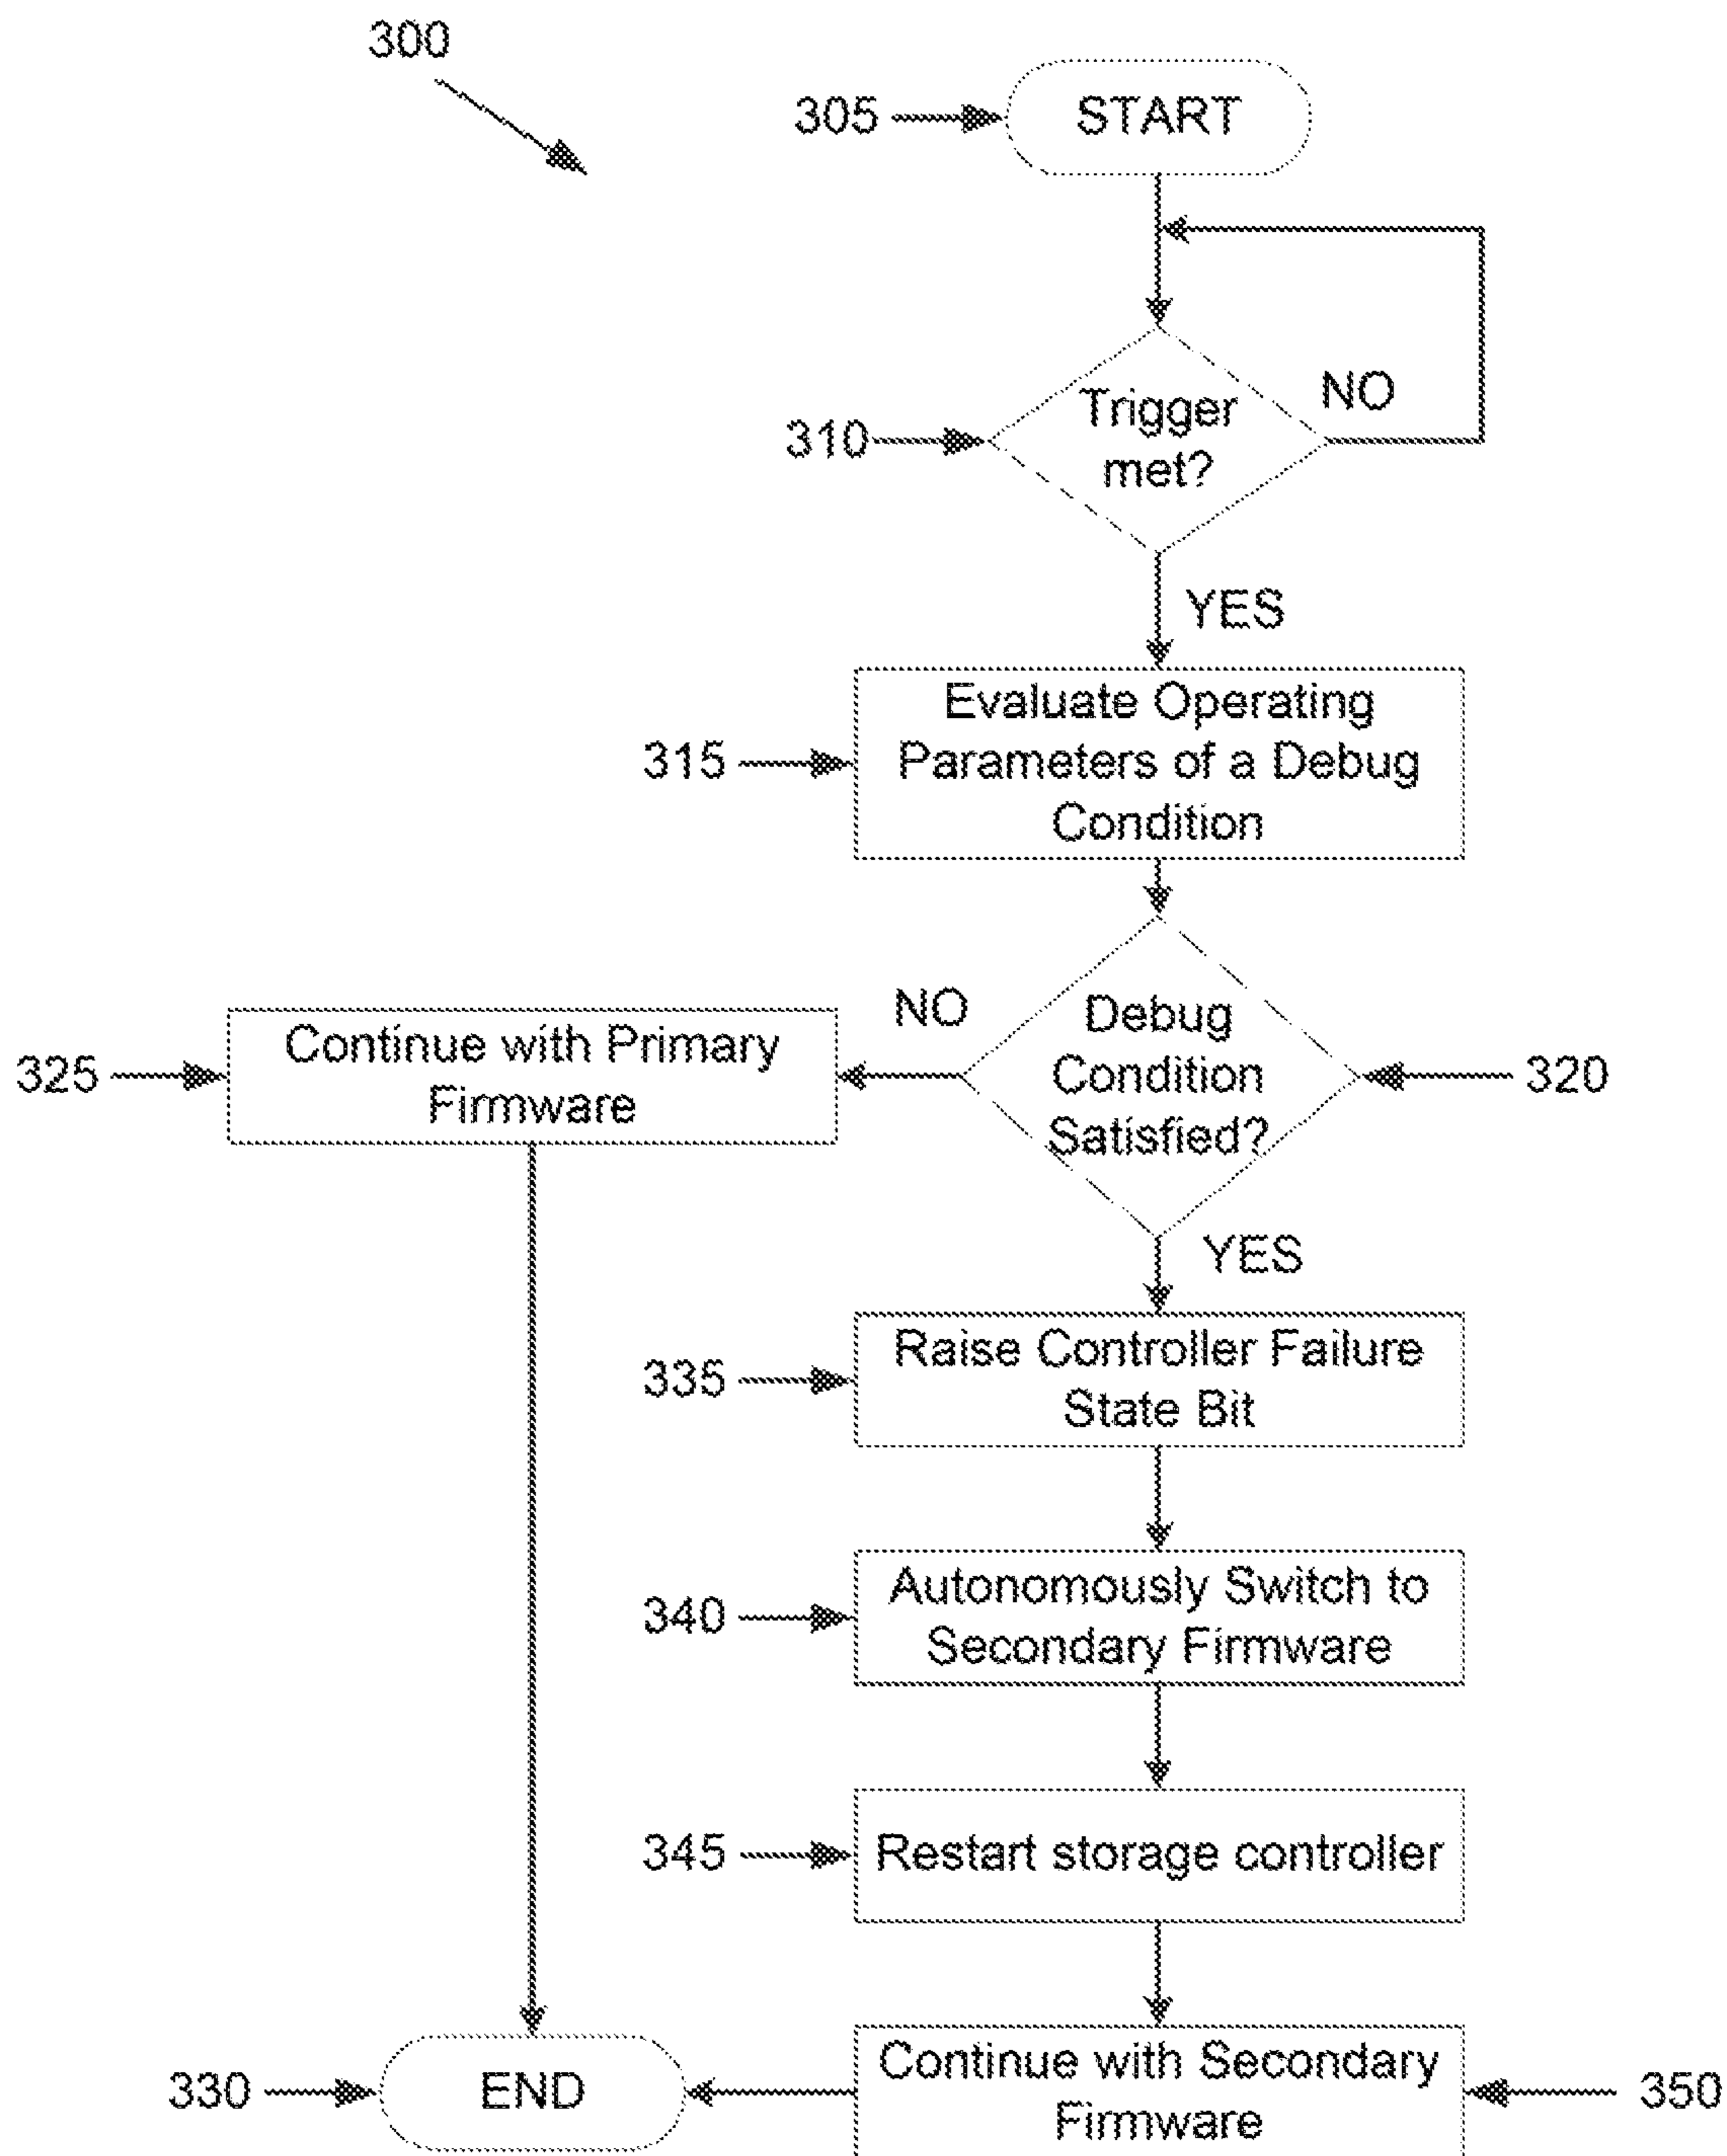 300
305
START
310
Trigger
met?
NO
YES
315
Evaluate Operating
Parameters of a Debug
Condition
320
Debug
Condition
Satisfied?
NO
325
Continue with Primary
Firmware
YES
335
Raise Controller Failure
State Bit
340
Autonomously Switch to
Secondary Firmware
345
Restart storage controller
350
Continue with Secondary
Firmware
330
END